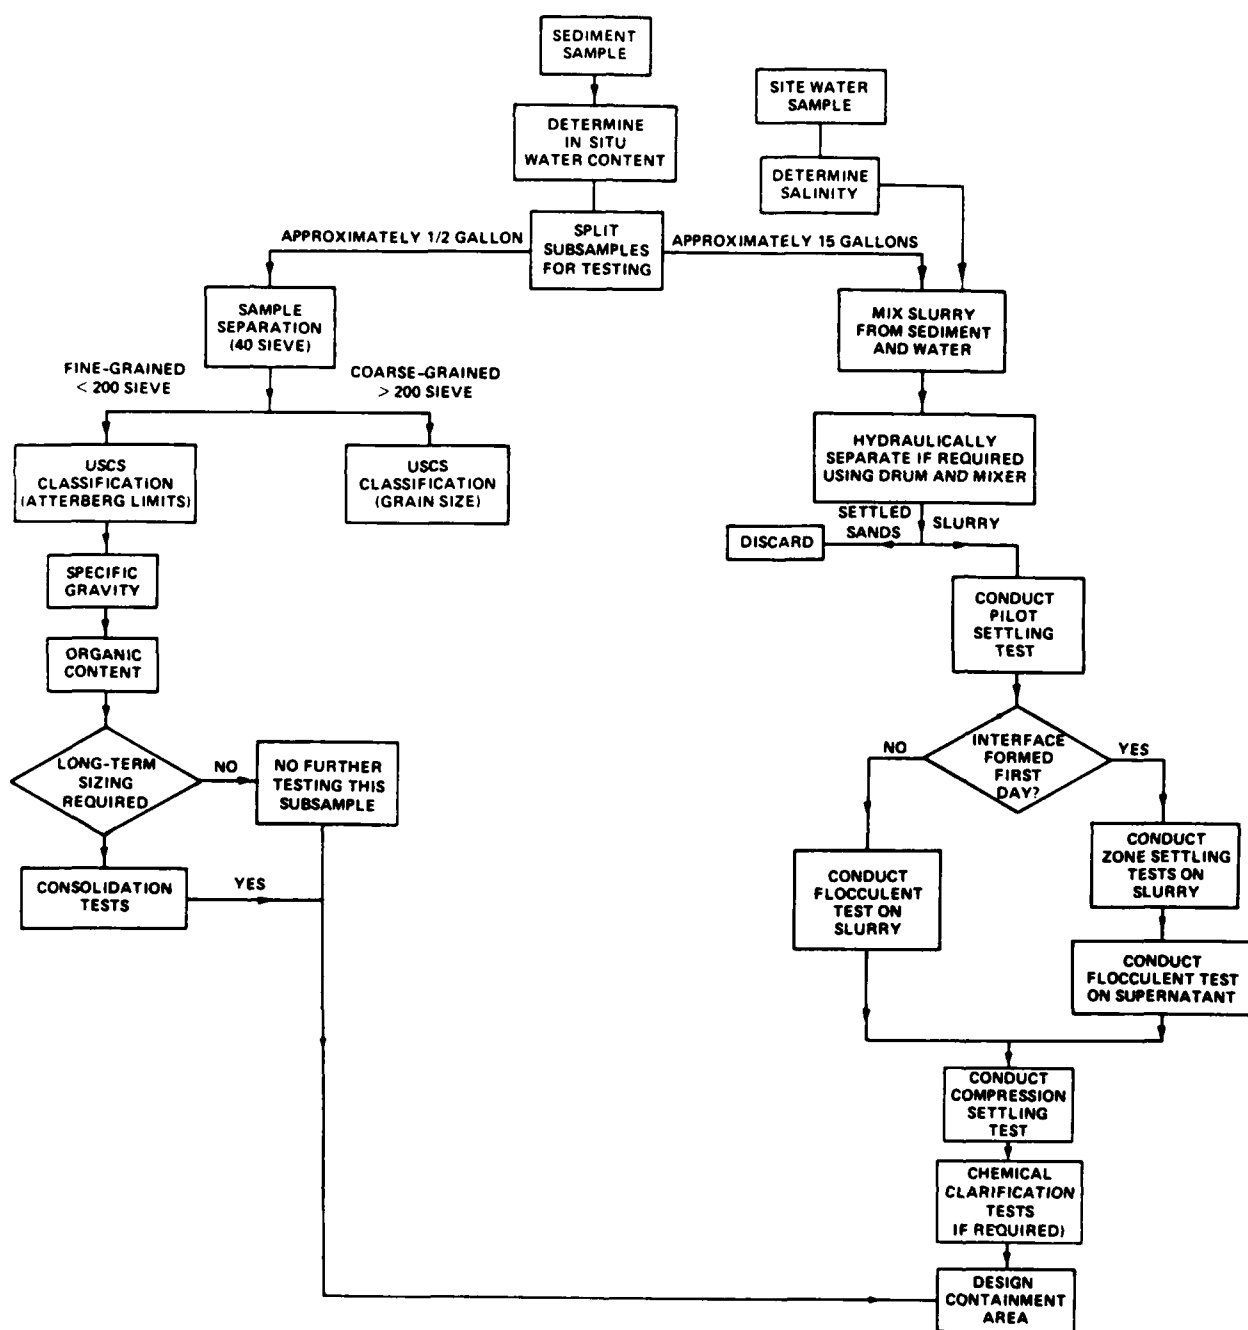 SEDIMENT
SAMPLE
SITE WATER
SAMPLE
DETERMINE
IN SITU
WATER CONTENT
DETERMINE
SALINITY
APPROXIMATELY 1/2 GALLON
SPLIT
SUBSAMPLES
FOR TESTING
APPROXIMATELY 15 GALLONS
SAMPLE
SEPARATION
(40 SIEVE)
MIX SLURRY
FROM SEDIMENT
AND WATER
FINE-GRAINED
< 200 SIEVE
COARSE-GRAINED
> 200 SIEVE
USCS
CLASSIFICATION
(ATTERBERG LIMITS)
USCS
CLASSIFICATION
(GRAIN SIZE)
HYDRAULICALLY
SEPARATE IF REQUIRED
USING DRUM AND MIXER
SETTLED
SANDS
SLURRY
DISCARD
SPECIFIC
GRAVITY
CONDUCT
PILOT
SETTLING
TEST
ORGANIC
CONTENT
LONG-TERM
SIZING
REQUIRED
NO
NO FURTHER
TESTING THIS
SUBSAMPLE
NO
INTERFACE
FORMED
FIRST
DAY?
YES
CONSOLIDATION
TESTS
YES
CONDUCT
FLOCCULENT
TEST ON
SLURRY
CONDUCT
ZONE SETTLING
TESTS ON
SLURRY
CONDUCT
FLOCCULENT TEST
ON SUPERNATANT
CONDUCT
COMPRESSION
SETTLING
TEST
CHEMICAL
CLARIFICATION
TESTS
IF REQUIRED)
DESIGN
CONTAINMENT
AREA